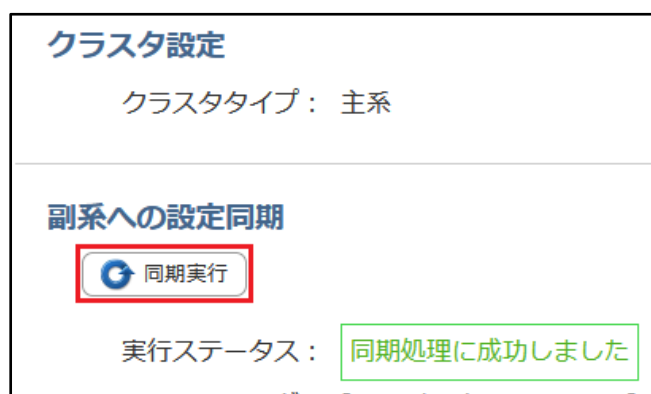 クラスタ設定
クラスタタイプ： 主系
副系への設定同期
同期実行
実行ステータス： 同期処理に成功しました